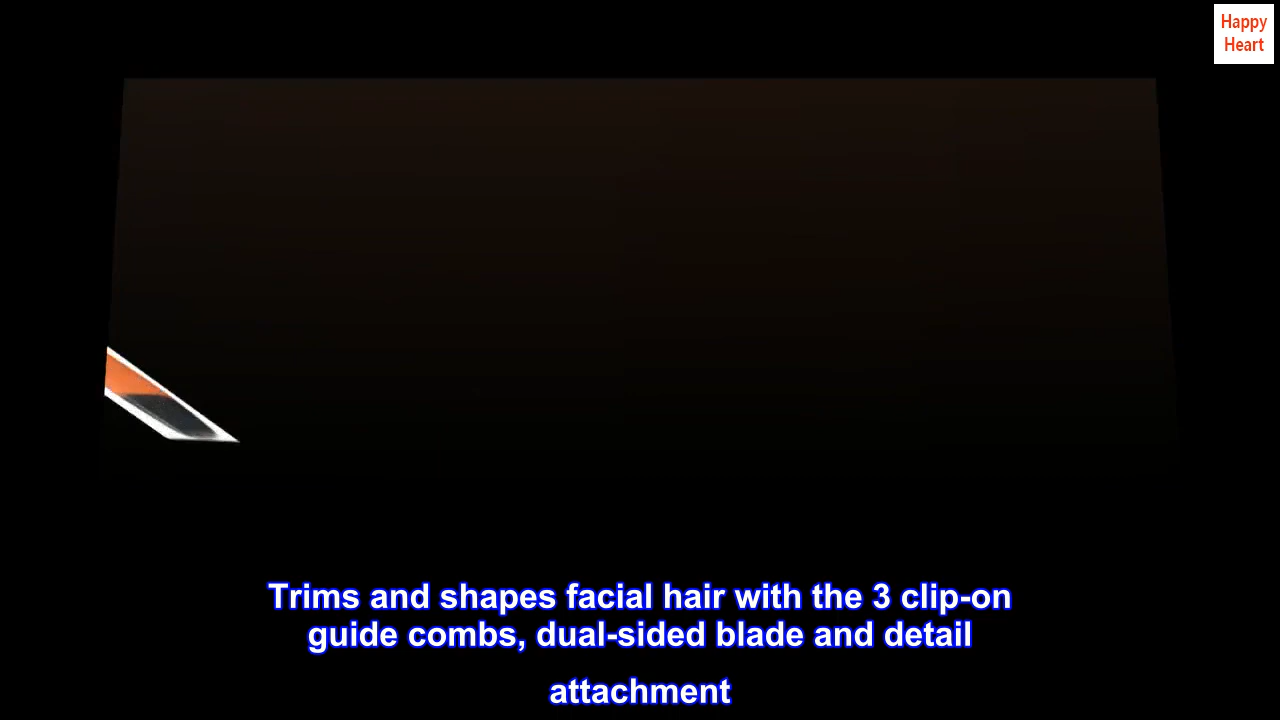 Happy
Heart
Trims and shapes facial hair with the 3 clip-on
guide combs, dual-sided blade and detail
attachment